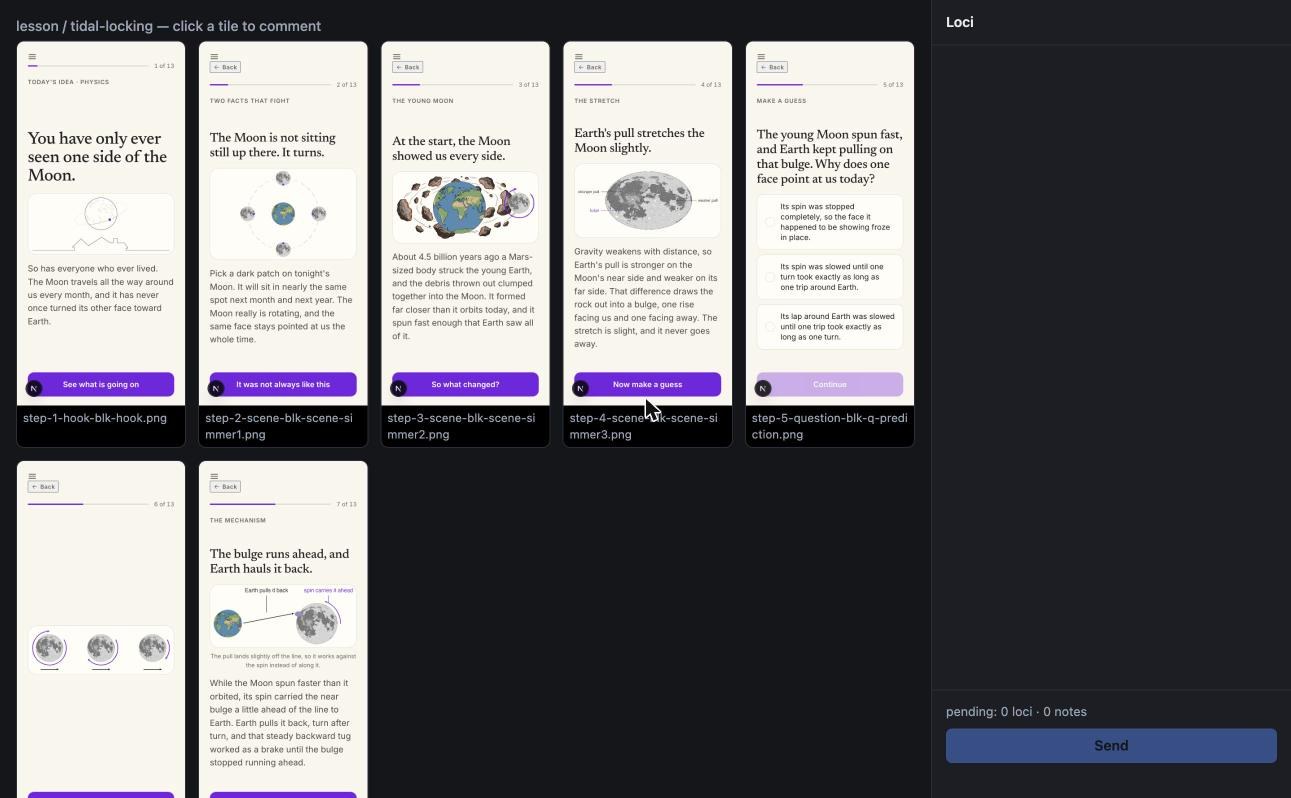 lesson / tidal-locking — click a tile to comment
Loci
1 of 13
TODAY'S IDEA · PHYSICS
You have only ever
seen one side of the
Moon.
So has everyone who ever lived.
The Moon travels all the way around
us every month, and it has never
once turned its other face toward
Earth.
See what is going on
N
step-1-hook-blk-hook.png
← Back
2 of 13
TWO FACTS THAT FIGHT
The Moon is not sitting
still up there. It turns.
Pick a dark patch on tonight's
Moon. It will sit in nearly the same
spot next month and next year. The
Moon really is rotating, and the
same face stays pointed at us the
whole time.
It was not always like this
N
step-2-scene-blk-scene-si
mmer1.png
← Back
3 of 13
THE YOUNG MOON
At the start, the Moon
showed us every side.
About 4.5 billion years ago a Mars-
sized body struck the young Earth,
and the debris thrown out clumped
together into the Moon. It formed
far closer than it orbits today, and it
spun fast enough that Earth saw all
of it.
So what changed?
N
step-3-scene-blk-scene-si
mmer2.png
← Back
4 of 13
THE STRETCH
Earth's pull stretches the
Moon slightly.
stronger pull
weaker pull
Gravity weakens with distance, so
Earth's pull is stronger on the
Moon's near side and weaker on its
far side. That difference draws the
rock out into a bulge, one rise
facing us and one facing away. The
stretch is slight, and it never goes
away.
Now make a guess
N
step-4-scene-blk-scene-si
mmer3.png
← Back
5 of 13
MAKE A GUESS
The young Moon spun fast,
and Earth kept pulling on
that bulge. Why does one
face point at us today?
Its spin was stopped
completely, so the face it
happened to be showing froze
in place.
Its spin was slowed until one
turn took exactly as long as
one trip around Earth.
Its lap around Earth was slowed
until one trip took exactly as
long as one turn.
Continue
N
step-5-question-blk-q-predi
ction.png
← Back
6 of 13
← Back
7 of 13
THE MECHANISM
The bulge runs ahead, and
Earth hauls it back.
Earth pulls it back
spin carries it ahead
The pull lands slightly off the line, so it works against
the spin instead of along it.
While the Moon spun faster than it
orbited, its spin carried the near
bulge a little ahead of the line to
Earth. Earth pulls it back, turn after
turn, and that steady backward tug
worked as a brake until the bulge
stopped running ahead.
pending: 0 loci · 0 notes
Send